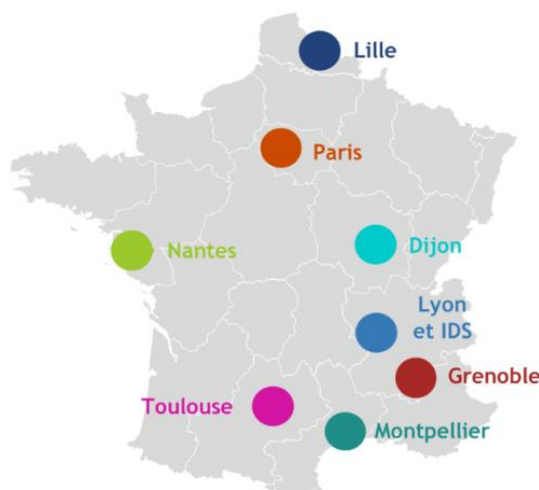 Lille
Paris
Nantes
Dijon
Lyon
et IDS
Grenoble
Toulouse
Montpellier